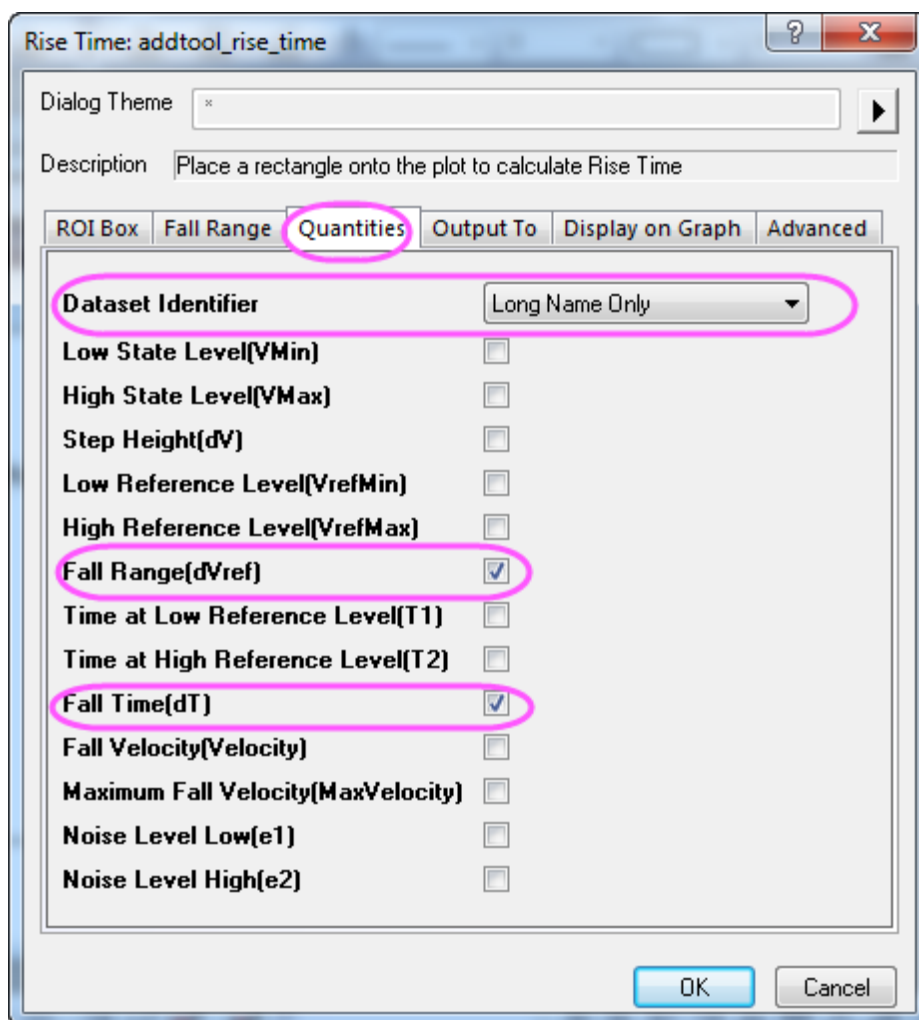 Rise Time: addtool_rise_time
Dialog Theme *
Description Place a rectangle onto the plot to calculate Rise Time
ROI Box Fall Range Quantities Output To Display on Graph Advanced
Dataset Identifier Long Name Only
Low State Level(VMin)
High State Level(VMax)
Step Height(dV)
Low Reference Level(VrefMin)
High Reference Level(VrefMax)
Fall Range(dVref)
Time at Low Reference Level(T1)
Time at High Reference Level(T2)
Fall Time(dT)
Fall Velocity(Velocity)
Maximum Fall Velocity(MaxVelocity)
Noise Level Low(e1)
Noise Level High(e2)
OK Cancel